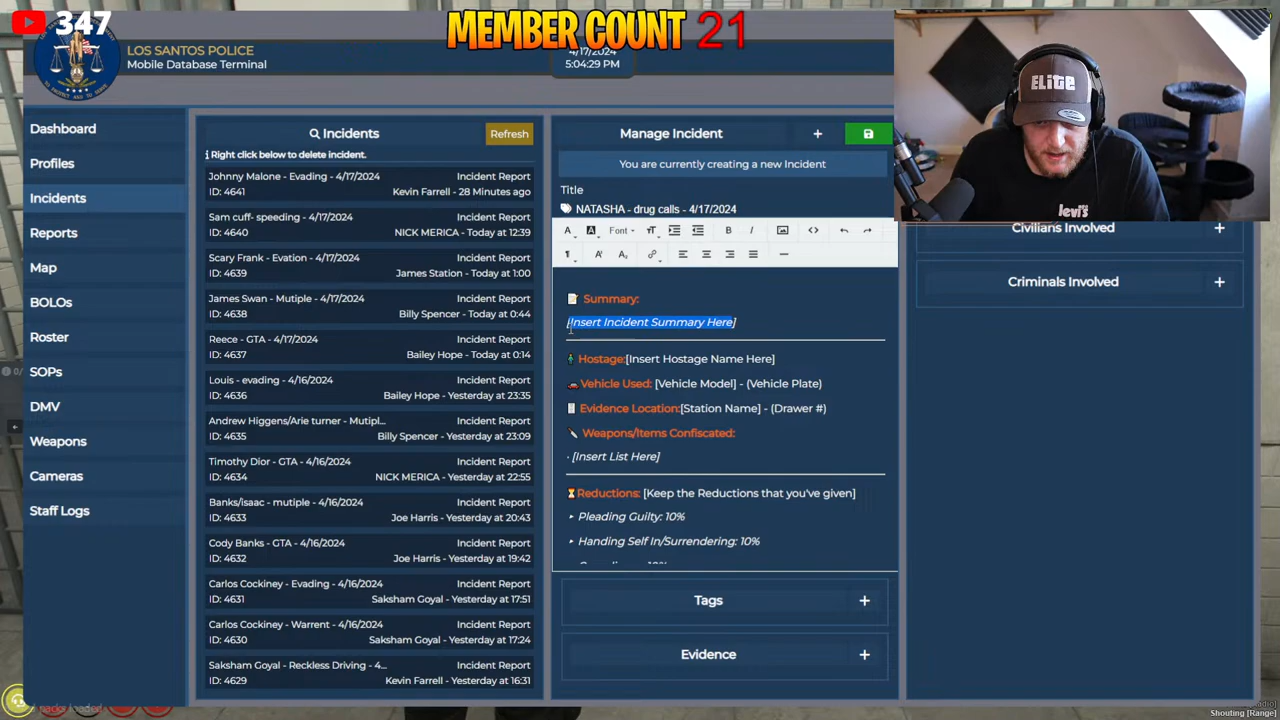 347
MEMBER COUNT 21
LOS SANTOS POLICE
Mobile Database Terminal
4/17/2024
5:04:29 PM
ELiTE
levi's
Dashboard
Profiles
Incidents
Reports
Map
BOLOs
Roster
SOPs
DMV
Weapons
Cameras
Staff Logs
Incidents
Refresh
Right click below to delete incident.
Johnny Malone - Evading - 4/17/2024 Incident Report
ID: 4641 Kevin Farrell - 28 Minutes ago
Sam cuff- speeding - 4/17/2024 Incident Report
ID: 4640 NICK MERICA - Today at 12:39
Scary Frank - Evation - 4/17/2024 Incident Report
ID: 4639 James Station - Today at 1:00
James Swan - Mutiple - 4/17/2024 Incident Report
ID: 4638 Billy Spencer - Today at 0:44
Reece - GTA - 4/17/2024 Incident Report
ID: 4637 Bailey Hope - Today at 0:14
Louis - evading - 4/16/2024 Incident Report
ID: 4636 Bailey Hope - Yesterday at 23:35
Andrew Higgens/Arie turner - Mutipl... Incident Report
ID: 4635 Billy Spencer - Yesterday at 23:09
Timothy Dior - GTA - 4/16/2024 Incident Report
ID: 4634 NICK MERICA - Yesterday at 22:55
Banks/isaac - mutiple - 4/16/2024 Incident Report
ID: 4633 Joe Harris - Yesterday at 20:43
Cody Banks - GTA - 4/16/2024 Incident Report
ID: 4632 Joe Harris - Yesterday at 19:42
Carlos Cockiney - Evading - 4/16/2024 Incident Report
ID: 4631 Saksham Goyal - Yesterday at 17:51
Carlos Cockiney - Warrent - 4/16/2024 Incident Report
ID: 4630 Saksham Goyal - Yesterday at 17:24
Saksham Goyal - Reckless Driving - 4... Incident Report
ID: 4629 Kevin Farrell - Yesterday at 16:31
Manage Incident
You are currently creating a new Incident
Title
NATASHA - drug calls - 4/17/2024
Font
Summary:
[Insert Incident Summary Here]
Hostage:[Insert Hostage Name Here]
Vehicle Used: [Vehicle Model] - (Vehicle Plate)
Evidence Location:[Station Name] - (Drawer #)
Weapons/Items Confiscated:
· [Insert List Here]
Reductions: [Keep the Reductions that you've given]
‣ Pleading Guilty: 10%
‣ Handing Self In/Surrendering: 10%
Tags
Evidence
Civilians Involved
Criminals Involved
packs loaded
Shouting [Range]